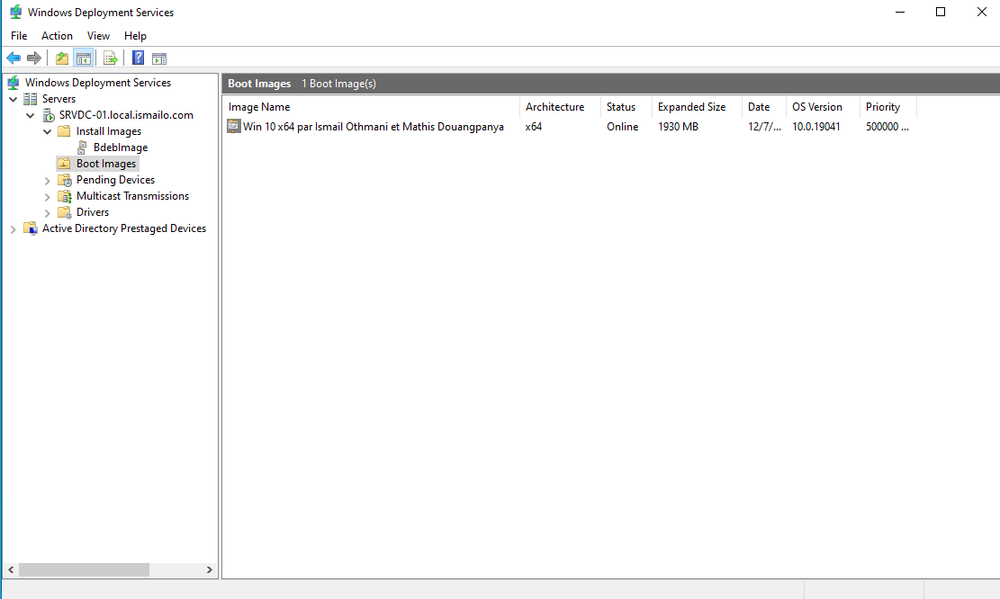 Windows Deployment Services
File Action View Help
Windows Deployment Services
Servers
SRVDC-01.local.ismailo.com
Install Images
BdebImage
Boot Images
Pending Devices
Multicast Transmissions
Drivers
Active Directory Prestaged Devices
Boot Images 1 Boot Image(s)
Image Name Architecture Status Expanded Size Date OS Version Priority
Win 10 x64 par Ismail Othmani et Mathis Douangpanya x64 Online 1930 MB 12/7/... 10.0.19041 500000 ...